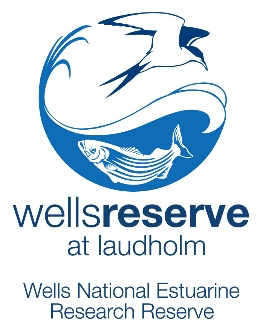 wellsreserve
at laudholm
Wells National Estuarine
Research Reserve